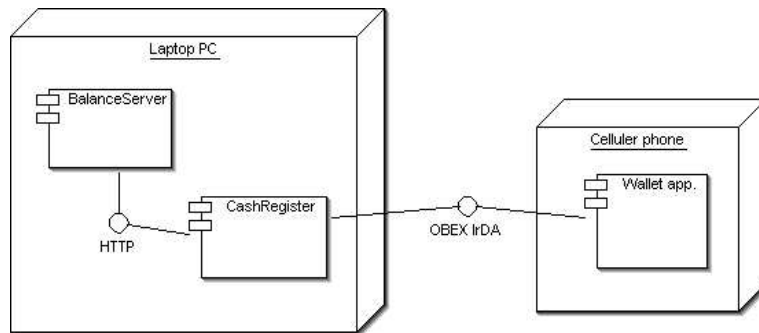 Laptop PC
BalanceServer
HTTP
CashRegister
OBEX IrDA
Celluler phone
Wallet app.